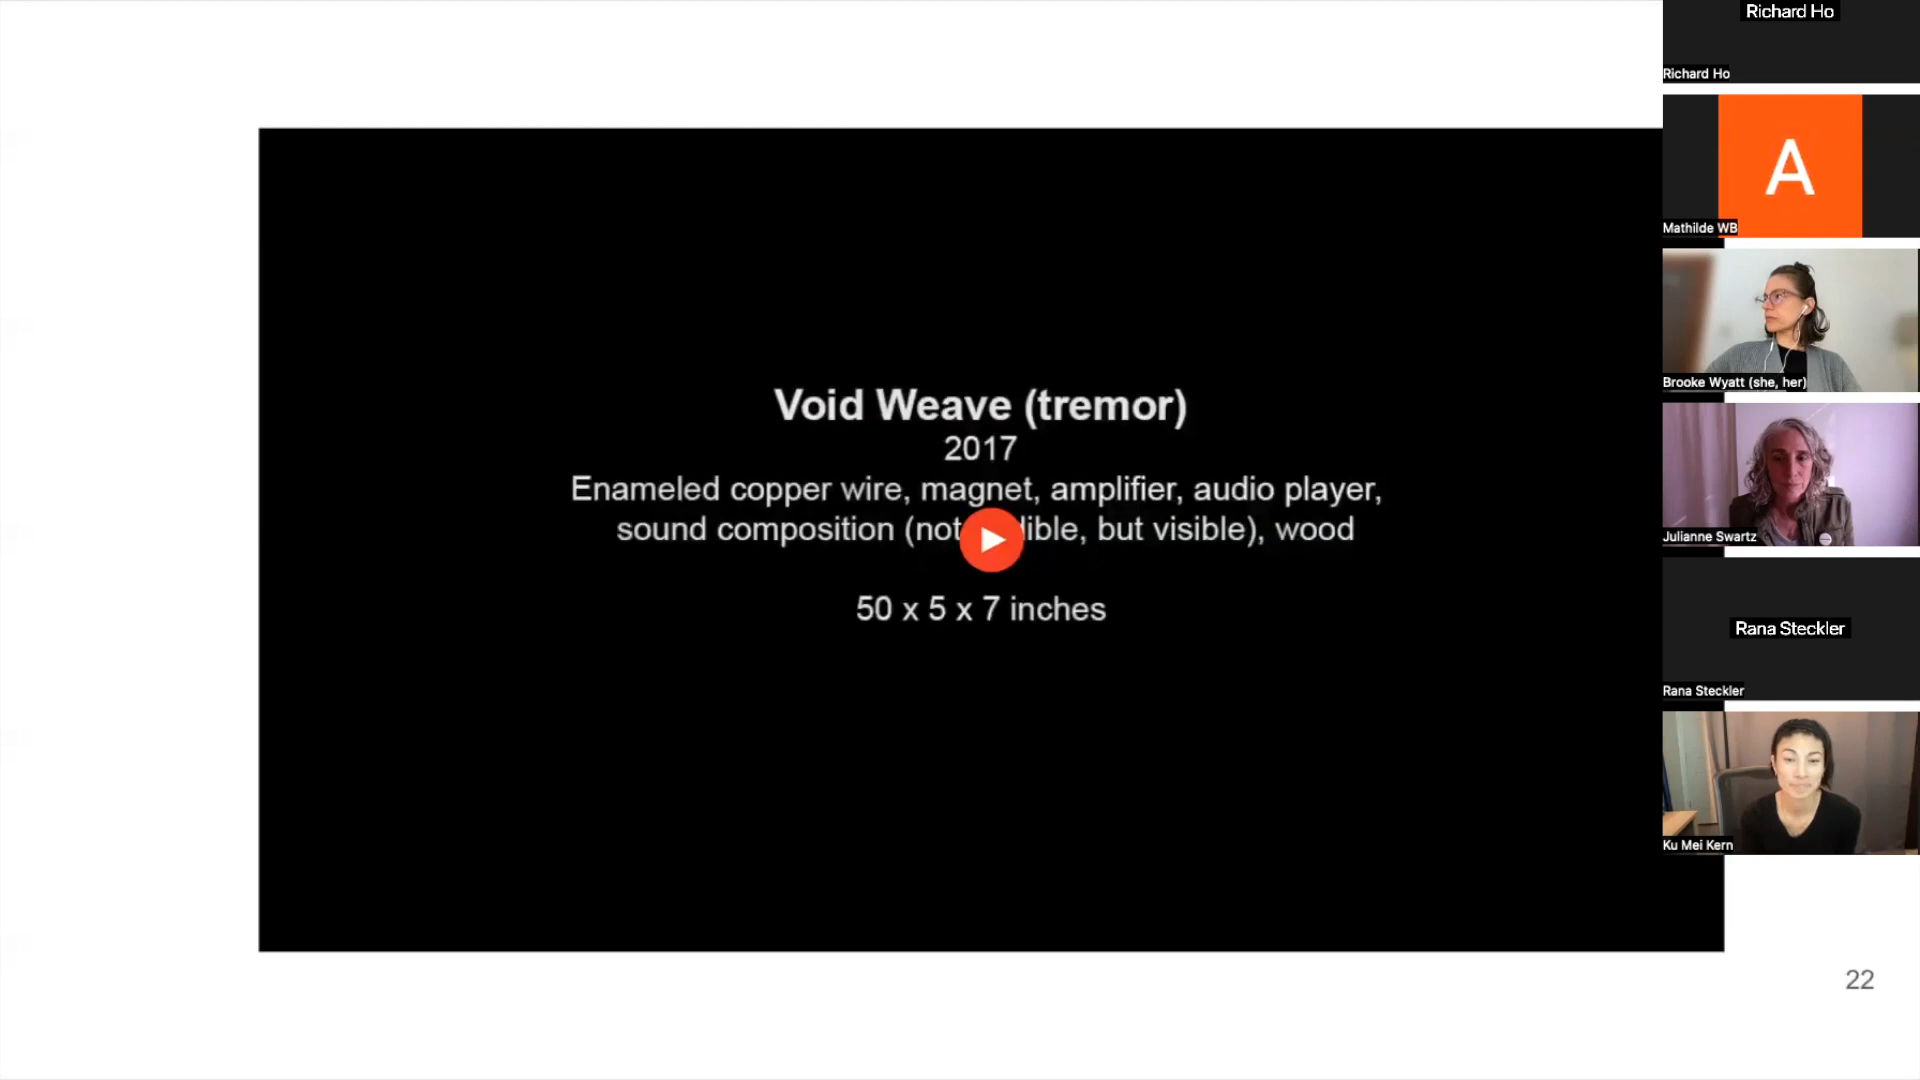 Void Weave (tremor)
2017
Enameled copper wire, magnet, amplifier, audio player,
sound composition (not ible, but visible), wood
50 x 5 x 7 inches
22
Richard Ho
Richard Ho
A
Mathilde WB
Brooke Wyatt (she, her)
Julianne Swartz
Rana Steckler
Rana Steckler
Ku Mei Kern